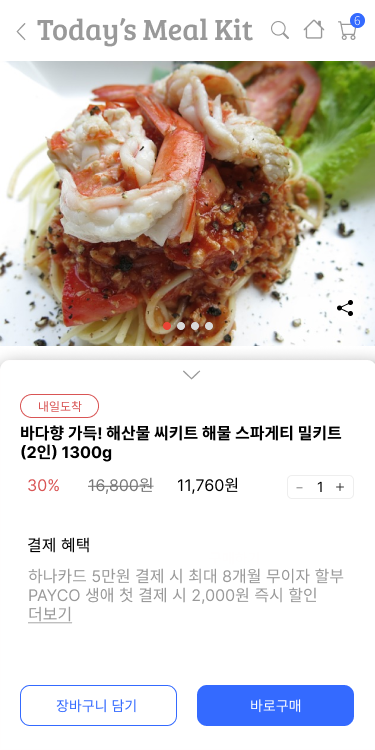 Today's Meal Kit
6
내일도착
바다향 가득! 해산물 씨키트 해물 스파게티 밀키트
(2인) 1300g
30% 16,800원 11,760원 - 1 +
결제 혜택
하나카드 5만원 결제 시 최대 8개월 무이자 할부
PAYCO 생애 첫 결제 시 2,000원 즉시 할인
더보기
장바구니 담기 바로구매